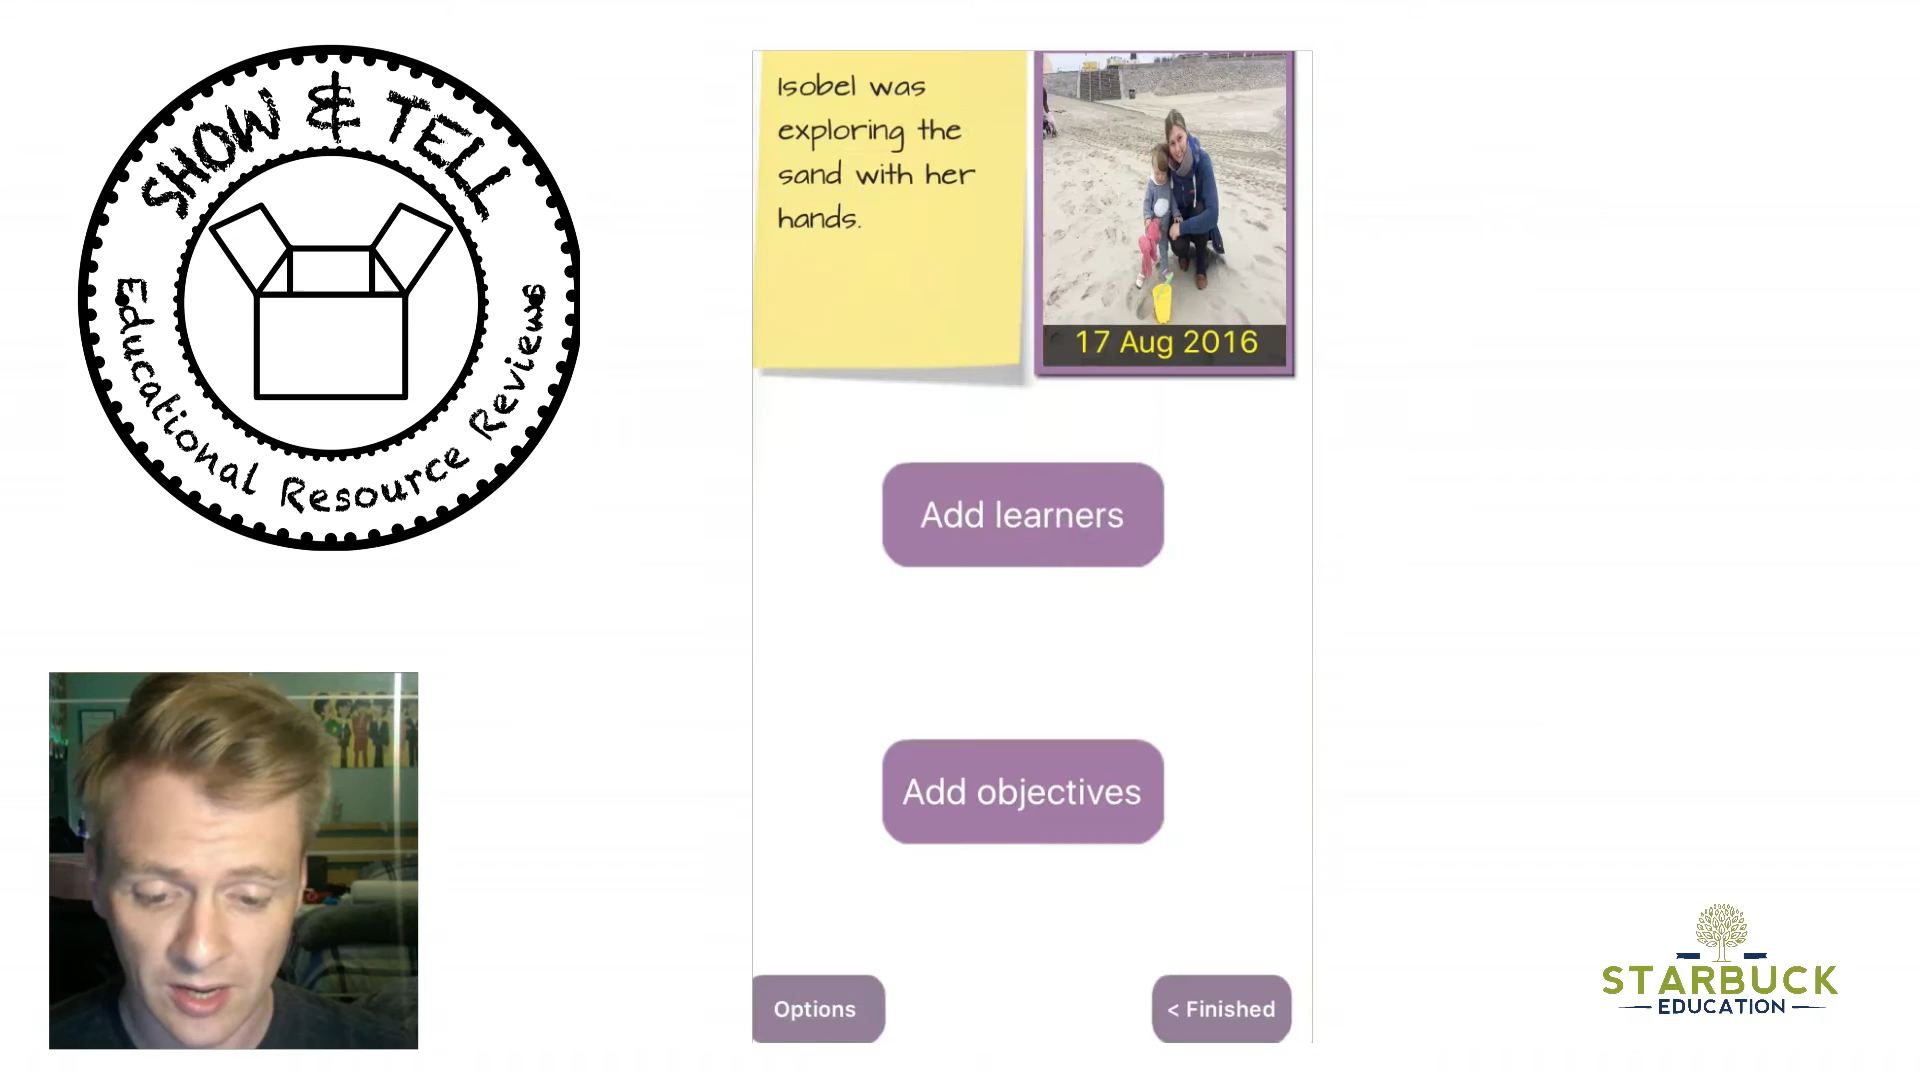 SHOW & TELL
Educational Resource Reviews
Isobel was
exploring the
sand with her
hands.
17 Aug 2016
Add learners
Add objectives
Options
< Finished
STARBUCK
EDUCATION